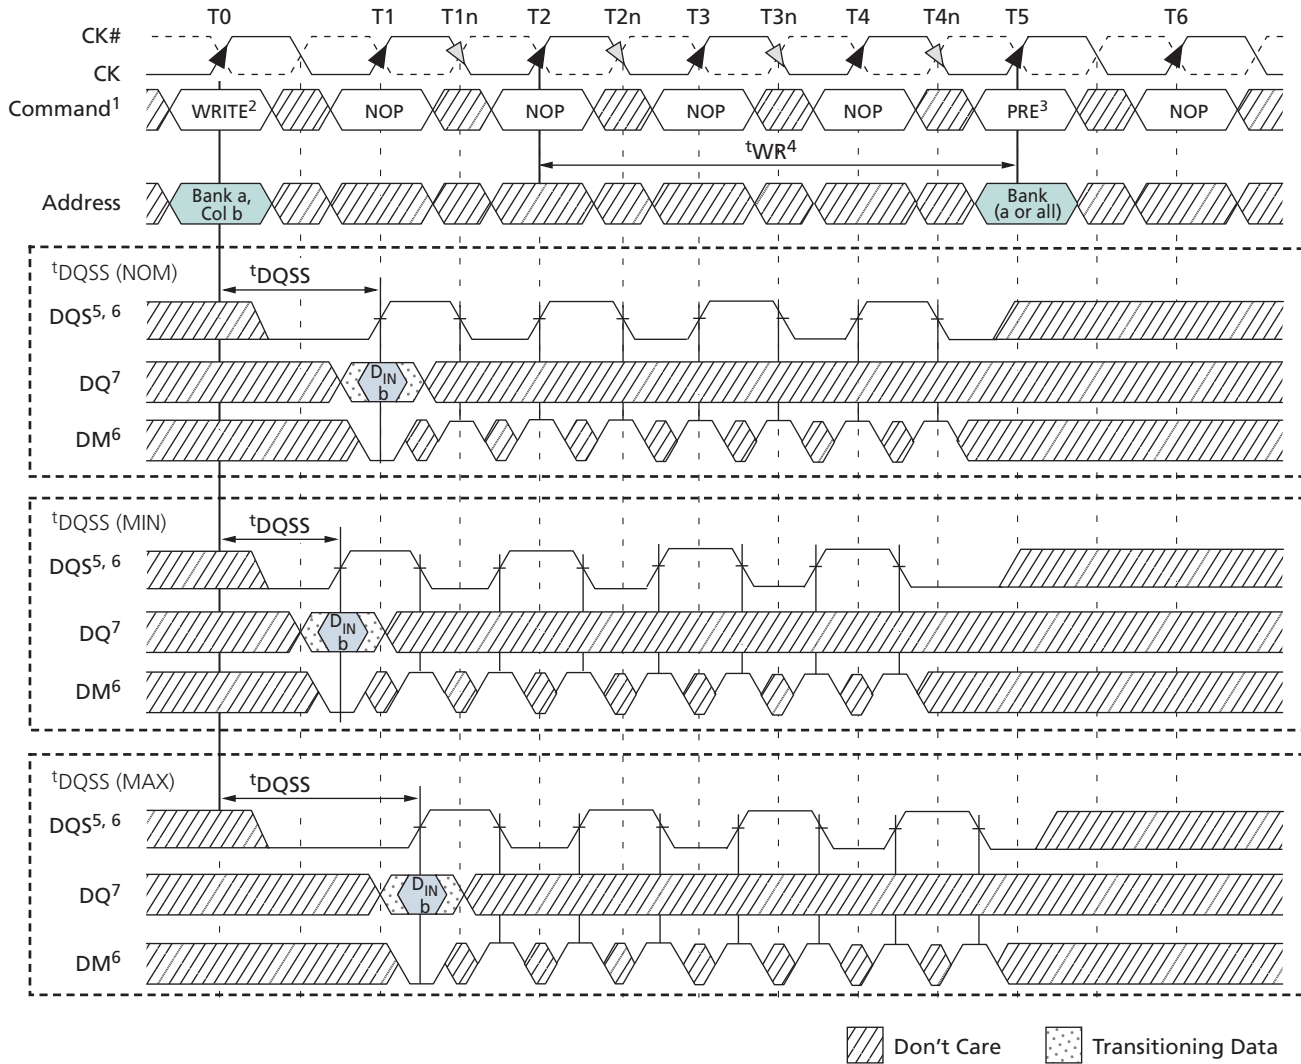 T0 T1 T1n T2 T2n T3 T3n T4 T4n T5 T6
CK#
CK
Command1 WRITE2 NOP NOP NOP NOP PRE3 NOP
tWR4
Address Bank a, Col b Bank (a or all)
tDQSS (NOM) tDQSS
DQS5, 6
DQ7 DIN b
DM6
tDQSS (MIN) tDQSS
DQS5, 6
DQ7 DIN b
DM6
tDQSS (MAX) tDQSS
DQS5, 6
DQ7 DIN b
DM6
Don't Care Transitioning Data